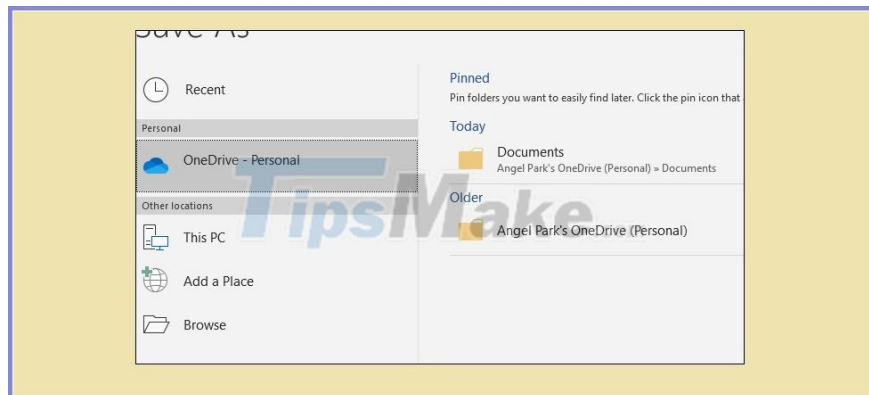 Save As
Recent
Personal
OneDrive - Personal
Other locations
This PC
Add a Place
Browse
Pinned
Pin folders you want to easily find later. Click the pin icon that
Today
Documents
Angel Park's OneDrive (Personal) » Documents
Older
Angel Park's OneDrive (Personal)
TipsMake